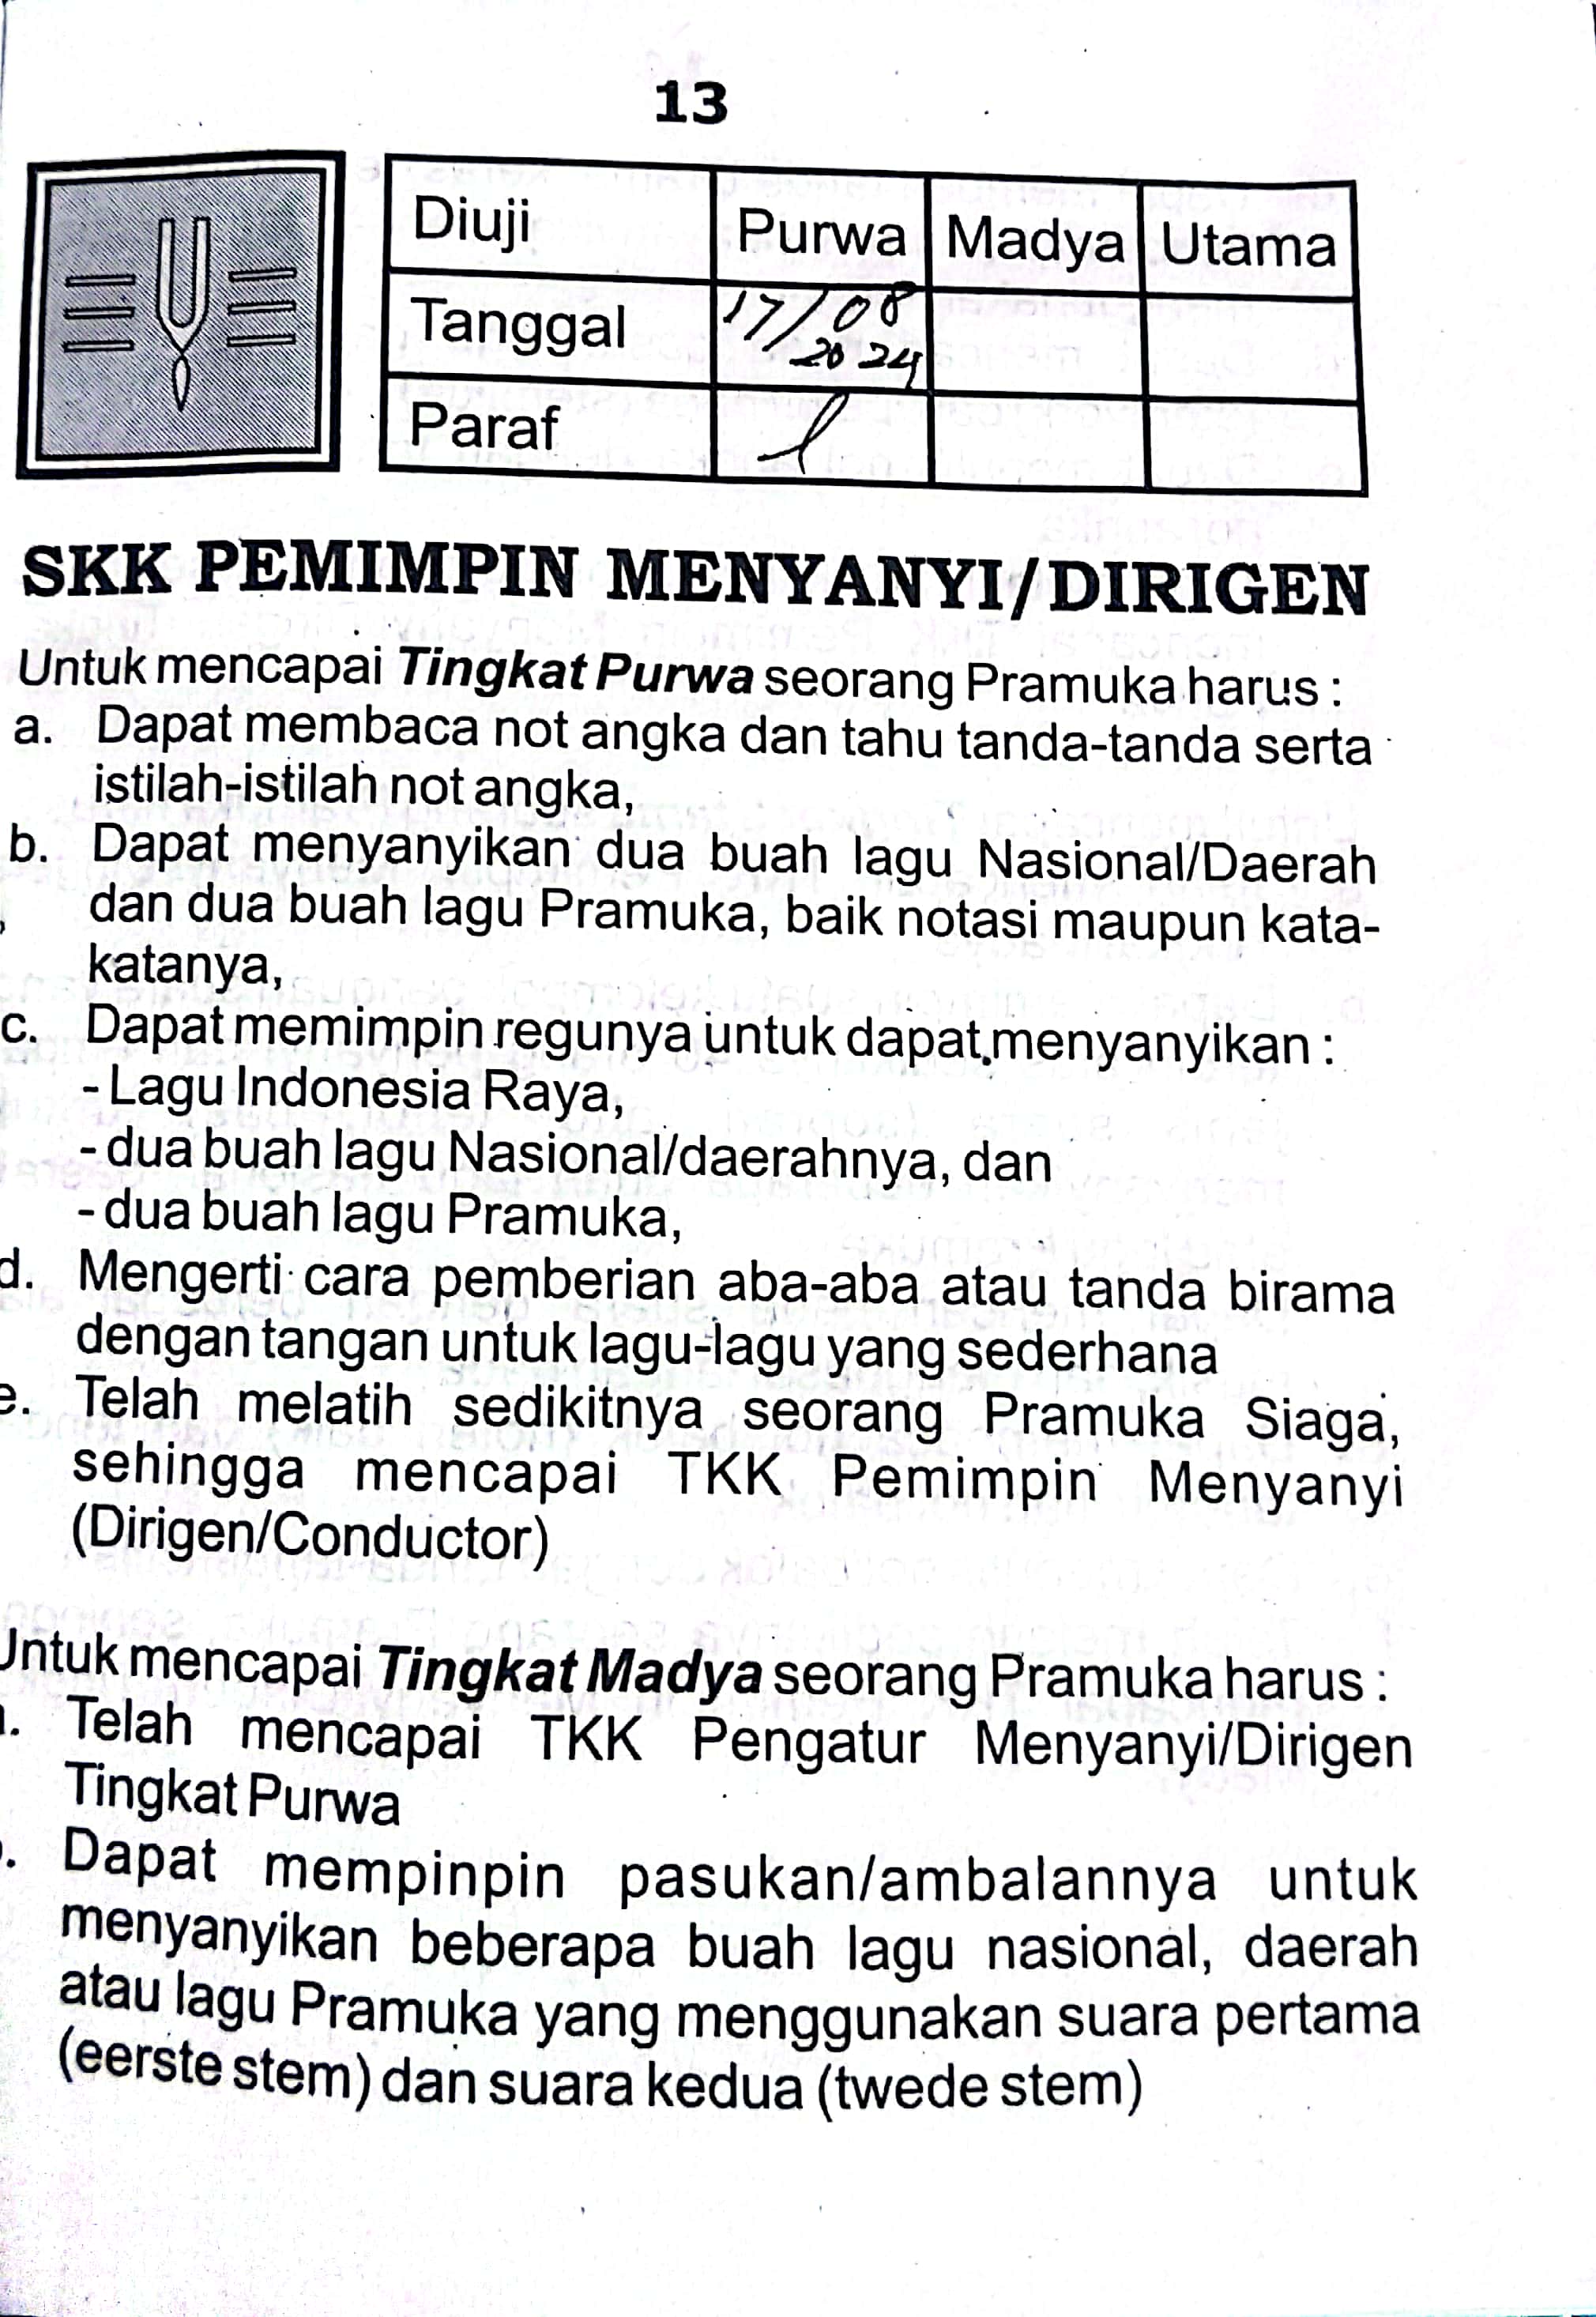 13
Diuji Purwa Madya Utama
Tanggal 17/08
2024
Paraf
SKK PEMIMPIN MENYANYI/DIRIGEN
Untuk mencapai Tingkat Purwa seorang Pramuka harus :
a. Dapat membaca not angka dan tahu tanda-tanda serta
istilah-istilah not angka,
b. Dapat menyanyikan dua buah lagu Nasional/Daerah
dan dua buah lagu Pramuka, baik notasi maupun kata-
katanya,
c. Dapat memimpin regunya untuk dapat menyanyikan :
- Lagu Indonesia Raya,
- dua buah lagu Nasional/daerahnya, dan
- dua buah lagu Pramuka,
d. Mengerti cara pemberian aba-aba atau tanda birama
dengan tangan untuk lagu-lagu yang sederhana
e. Telah melatih sedikitnya seorang Pramuka Siaga,
sehingga mencapai TKK Pemimpin Menyanyi
(Dirigen/Conductor)
Untuk mencapai Tingkat Madya seorang Pramuka harus :
Telah mencapai TKK Pengatur Menyanyi/Dirigen
Tingkat Purwa
Dapat mempinpin pasukan/ambalannya untuk
menyanyikan beberapa buah lagu nasional, daerah
atau lagu Pramuka yang menggunakan suara pertama
(eerste stem) dan suara kedua (twede stem)